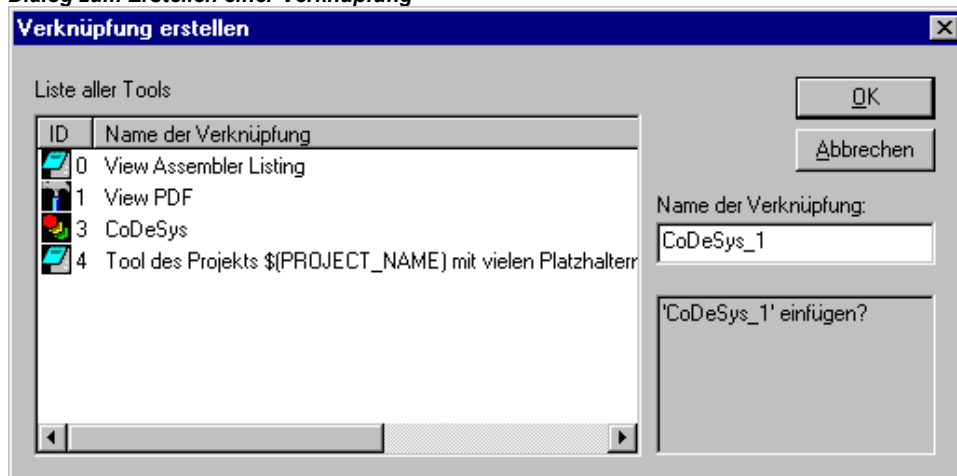 Dialog zum Erstellen einer Verknüpfung
Verknüpfung erstellen
Liste aller Tools
ID Name der Verknüpfung
0 View Assembler Listing
1 View PDF
3 CoDeSys
4 Tool des Projekts $(PROJECT_NAME) mit vielen Platzhaltern
OK
Abbrechen
Name der Verknüpfung:
CoDeSys_1
'CoDeSys_1' einfügen?